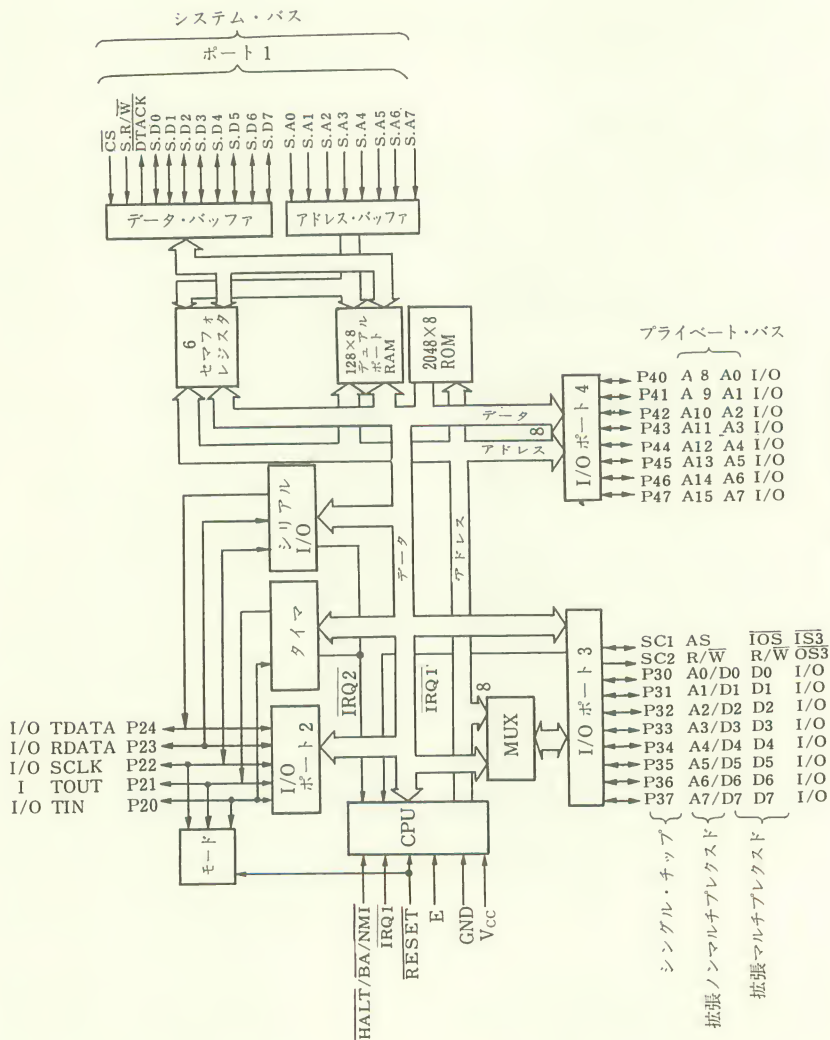 システム・バス
ポート1
CS
S.R/W
DTACK
S.D0
S.D1
S.D2
S.D3
S.D4
S.D5
S.D6
S.D7
S.A0
S.A1
S.A2
S.A3
S.A4
S.A5
S.A6
S.A7
データ・バッファ
アドレス・バッファ
6
セマフォ
レジスタ
128×8
デュアル
ポート
RAM
2048×8
ROM
プライベート・バス
P40 A 8 A0 I/O
P41 A 9 A1 I/O
P42 A10 A2 I/O
P43 A11 A3 I/O
P44 A12 A4 I/O
P45 A13 A5 I/O
P46 A14 A6 I/O
P47 A15 A7 I/O
I/O ポート 4
データ
8
アドレス
シリアル
I/O
タイマ
データ
アドレス
IRQ2
IRQ1
8
MUX
I/O ポート 3
SC1 AS IOS IS3
SC2 R/W R/W OS3
P30 A0/D0 D0 I/O
P31 A1/D1 D1 I/O
P32 A2/D2 D2 I/O
P33 A3/D3 D3 I/O
P34 A4/D4 D4 I/O
P35 A5/D5 D5 I/O
P36 A6/D6 D6 I/O
P37 A7/D7 D7 I/O
シングル・チップ
拡張ノンマルチプレクスド
拡張マルチプレクスド
I/O TDATA P24
I/O RDATA P23
I/O SCLK P22
I TOUT P21
I/O TIN P20
I/O
ポート 2
モード
CPU
HALT/BA/NMI
IRQ1
RESET
E
GND
Vcc